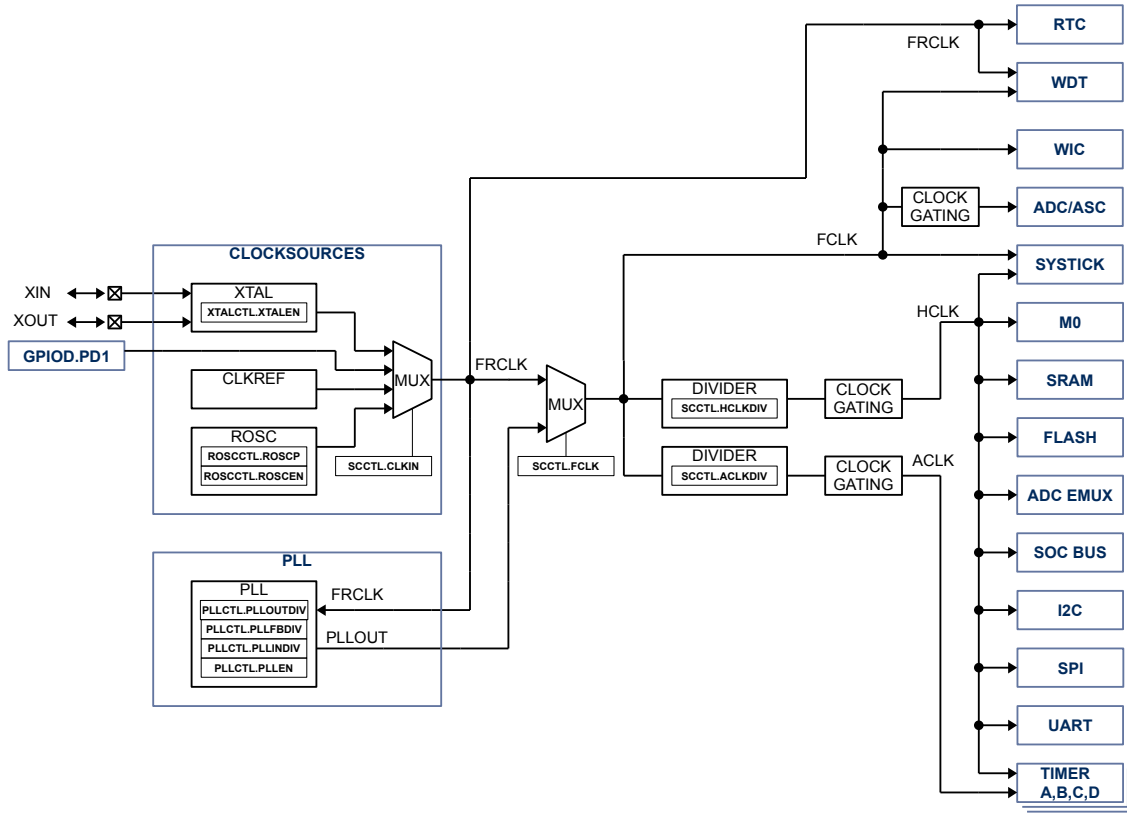 RTC
FRCLK
WDT
WIC
CLOCK
GATING
ADC/ASC
FCLK
CLOCKSOURCES
SYSTICK
XIN
XTAL
XTALCTL.XTALEN
XOUT
HCLK
M0
GPIOD.PD1
FRCLK
CLKREF
MUX
SRAM
MUX
DIVIDER
SCCTL.HCLKDIV
CLOCK
GATING
ROSC
ROSCCTL.ROSCP
ROSCCTL.ROSCEN
SCCTL.CLKIN
SCCTL.FCLK
FLASH
DIVIDER
SCCTL.ACLKDIV
CLOCK
GATING
ACLK
ADC EMUX
PLL
SOC BUS
PLL
PLLCTL.PLLOUTDIV
PLLCTL.PLLFBDIV
PLLCTL.PLLINDIV
PLLCTL.PLLEN
FRCLK
PLLOUT
I2C
SPI
UART
TIMER
A,B,C,D